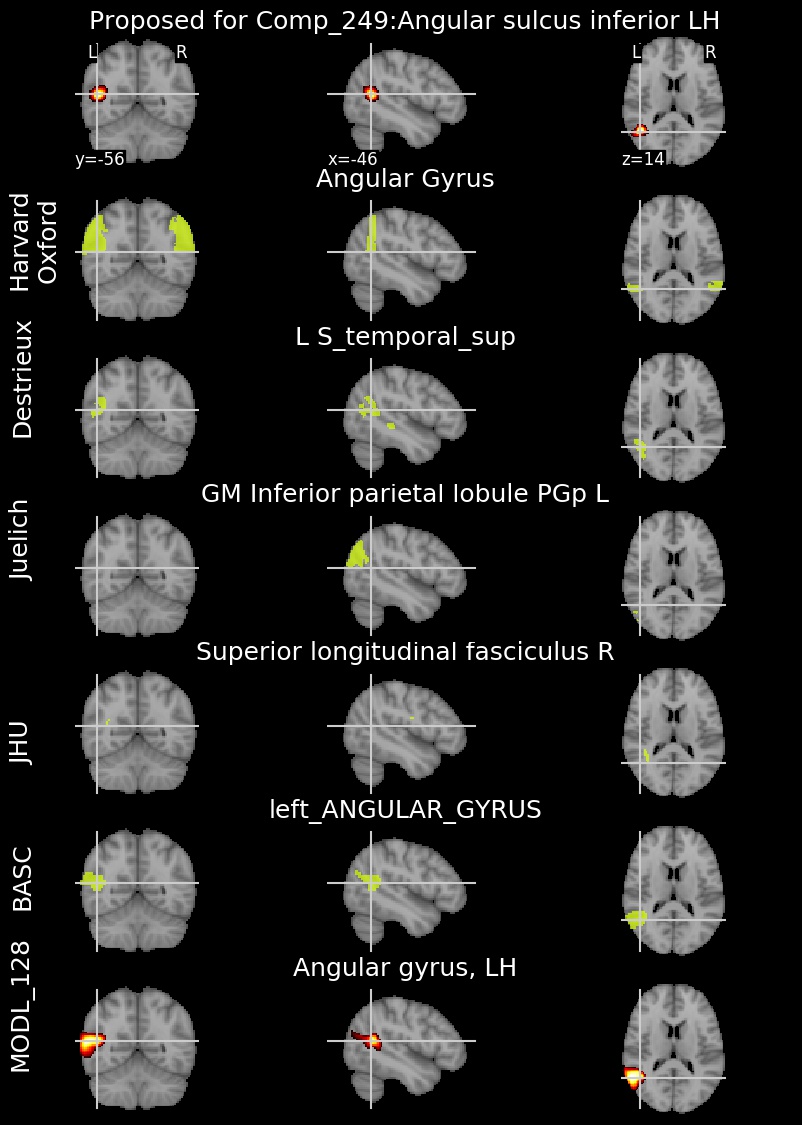 Proposed for Comp_249:Angular sulcus inferior LH
L R L R
y=-56 x=-46 z=14
Angular Gyrus
Harvard
Oxford
L S_temporal_sup
Destrieux
GM Inferior parietal lobule PGp L
Juelich
Superior longitudinal fasciculus R
JHU
left_ANGULAR_GYRUS
BASC
Angular gyrus, LH
MODL_128